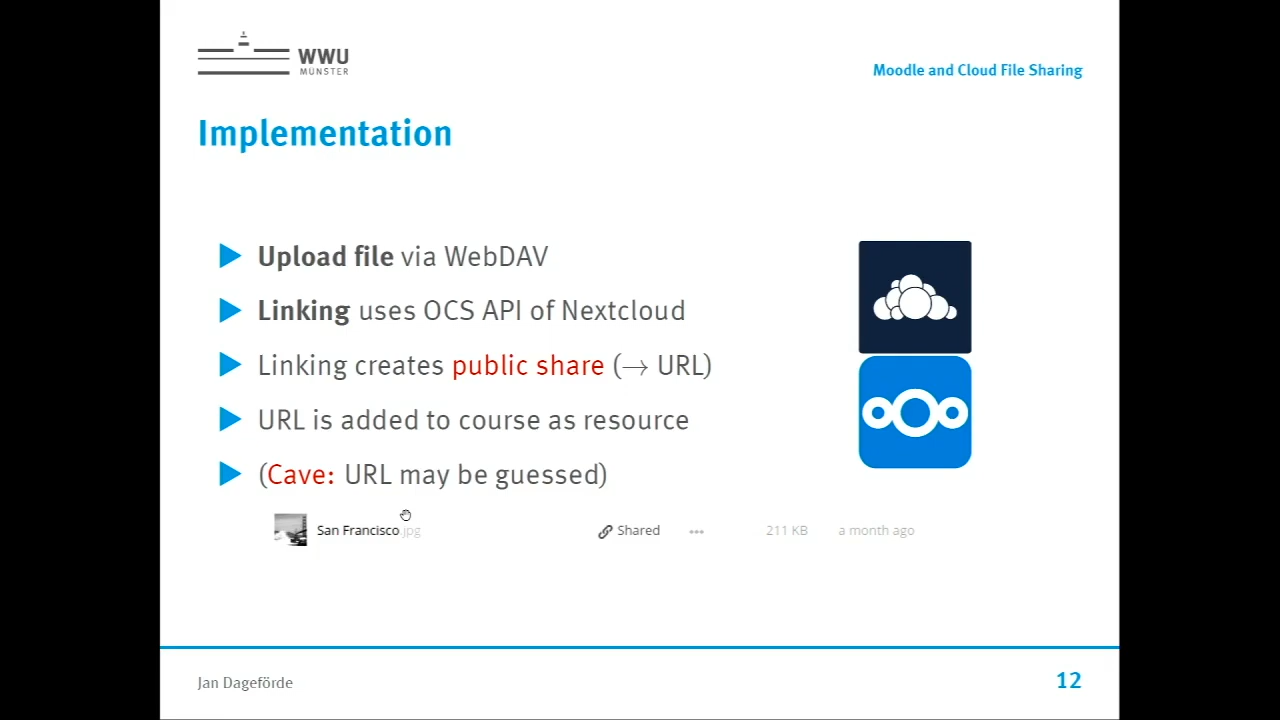 WWU
MÜNSTER
Moodle and Cloud File Sharing
Implementation
Upload file via WebDAV
Linking uses OCS API of Nextcloud
Linking creates public share (→ URL)
URL is added to course as resource
(Cave: URL may be guessed)
San Francisco.jpg Shared ••• 211 KB a month ago
Jan Dageförde
12